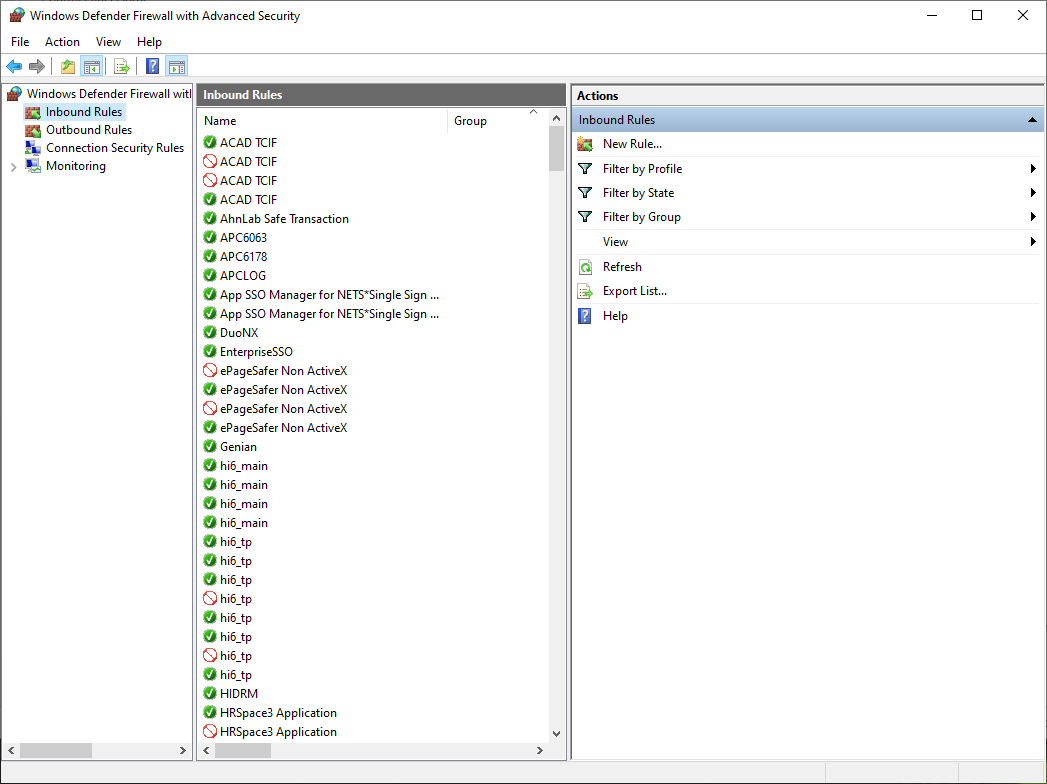 Windows Defender Firewall with Advanced Security
File Action View Help
Windows Defender Firewall wit
Inbound Rules
Outbound Rules
Connection Security Rules
Monitoring
Inbound Rules
Name Group
ACAD TCIF
ACAD TCIF
ACAD TCIF
ACAD TCIF
AhnLab Safe Transaction
APC6063
APC6178
APCLOG
App SSO Manager for NETS*Single Sign ...
App SSO Manager for NETS*Single Sign ...
DuoNX
EnterpriseSSO
ePageSafer Non ActiveX
ePageSafer Non ActiveX
ePageSafer Non ActiveX
ePageSafer Non ActiveX
Genian
hi6_main
hi6_main
hi6_main
hi6_main
hi6_tp
hi6_tp
hi6_tp
hi6_tp
hi6_tp
hi6_tp
hi6_tp
hi6_tp
HIDRM
HRSpace3 Application
HRSpace3 Application
Actions
Inbound Rules
New Rule...
Filter by Profile
Filter by State
Filter by Group
View
Refresh
Export List...
Help